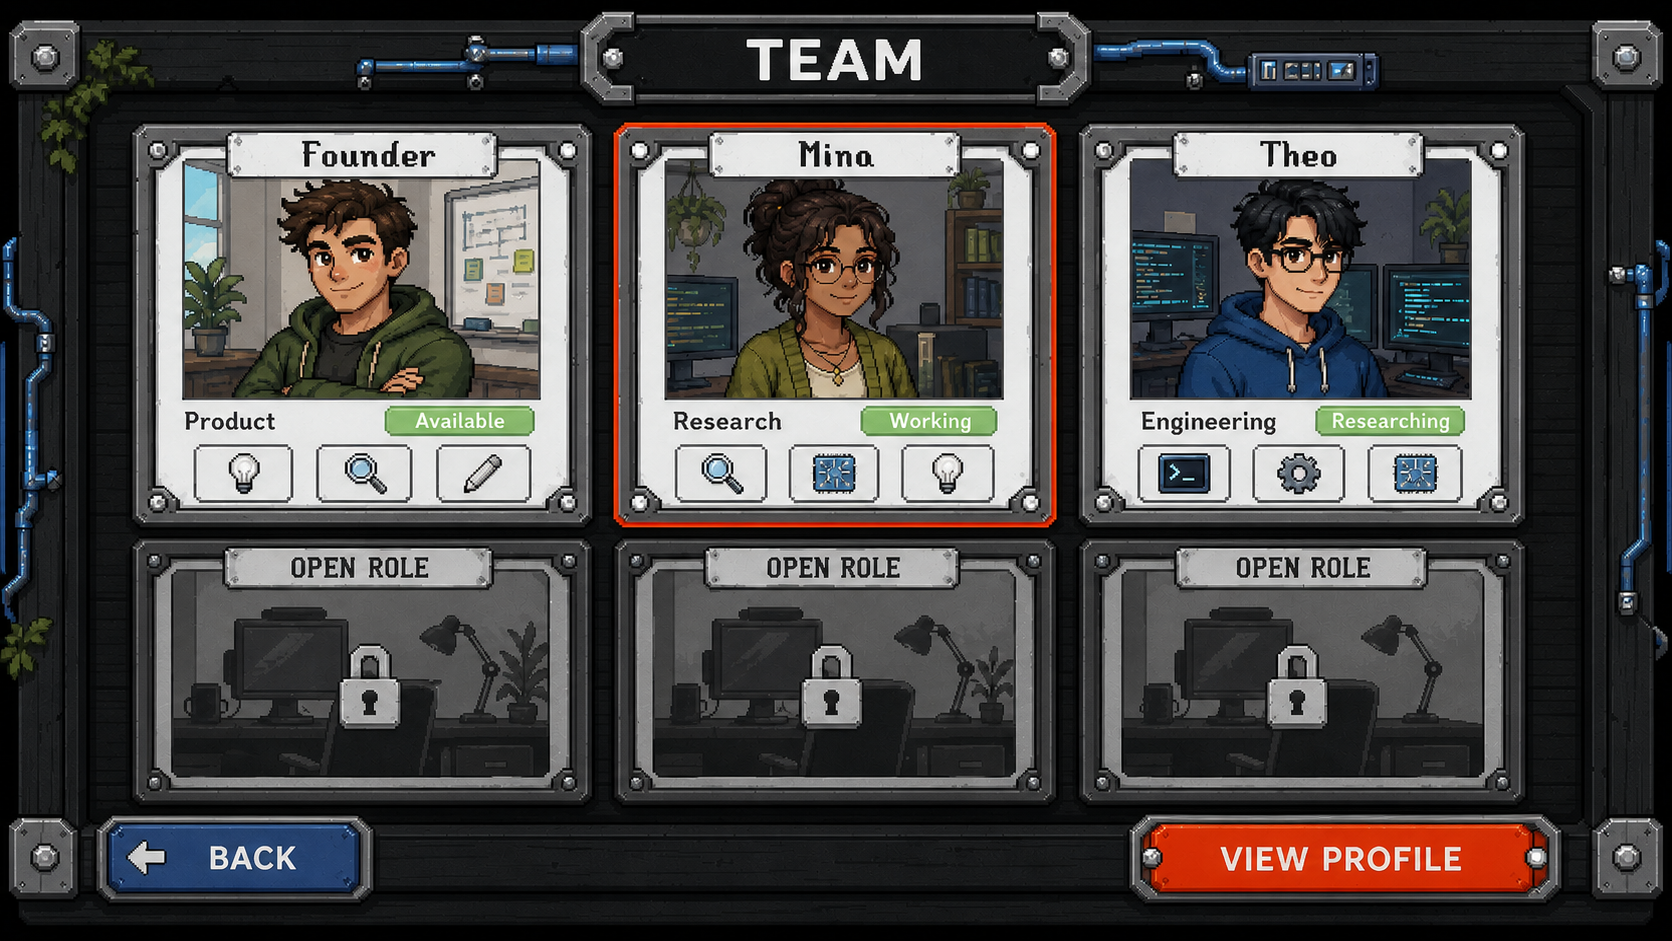 TEAM
Founder
Mina
Theo
Product
Available
Research
Working
Engineering
Researching
>_
OPEN ROLE
OPEN ROLE
OPEN ROLE
BACK
VIEW PROFILE